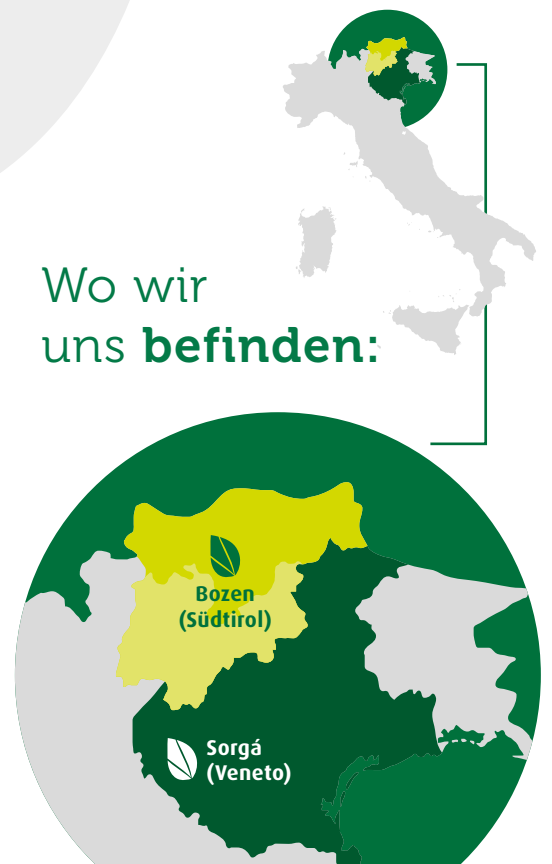 Wo wir
uns befinden:
Bozen
(Südtirol)
Sorgá
(Veneto)